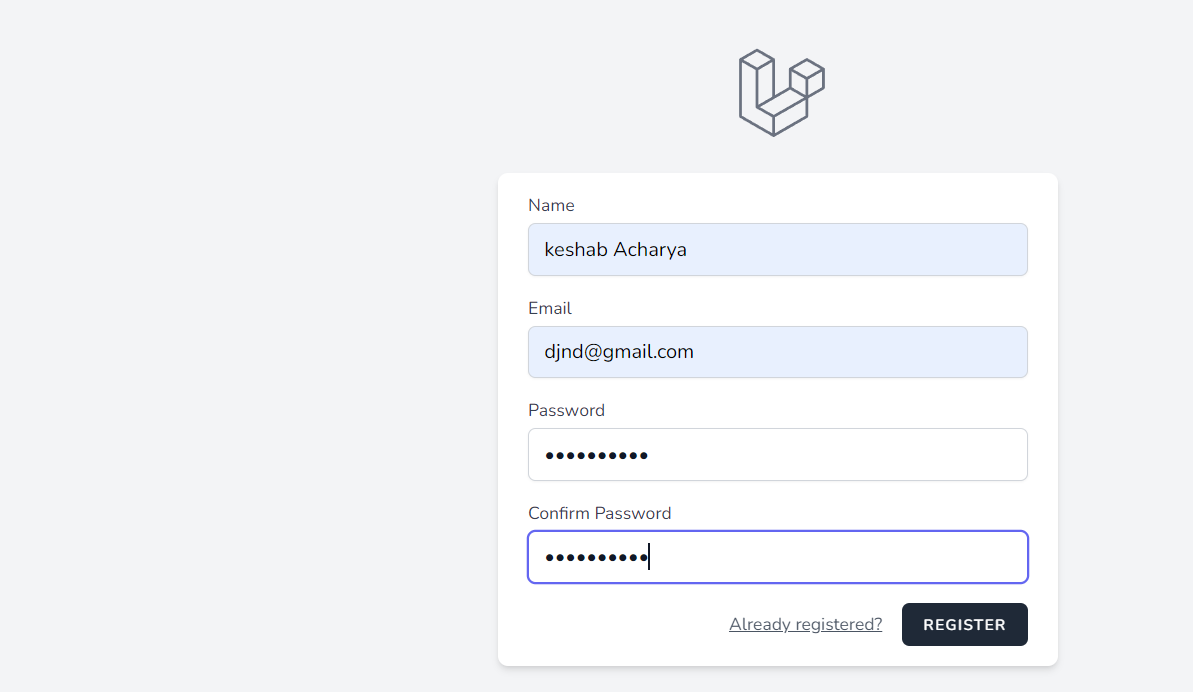 Name
keshab Acharya
Email
djnd@gmail.com
Password
••••••••••
Confirm Password
••••••••••
Already registered? REGISTER